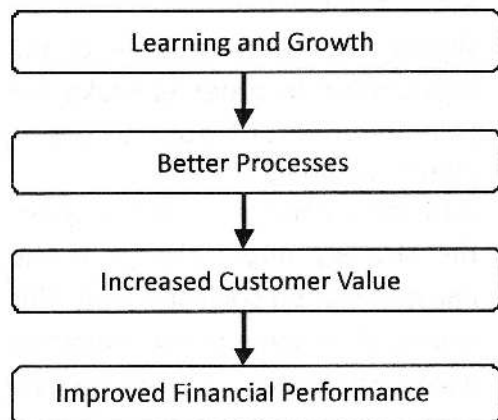 Learning and Growth
Better Processes
Increased Customer Value
Improved Financial Performance